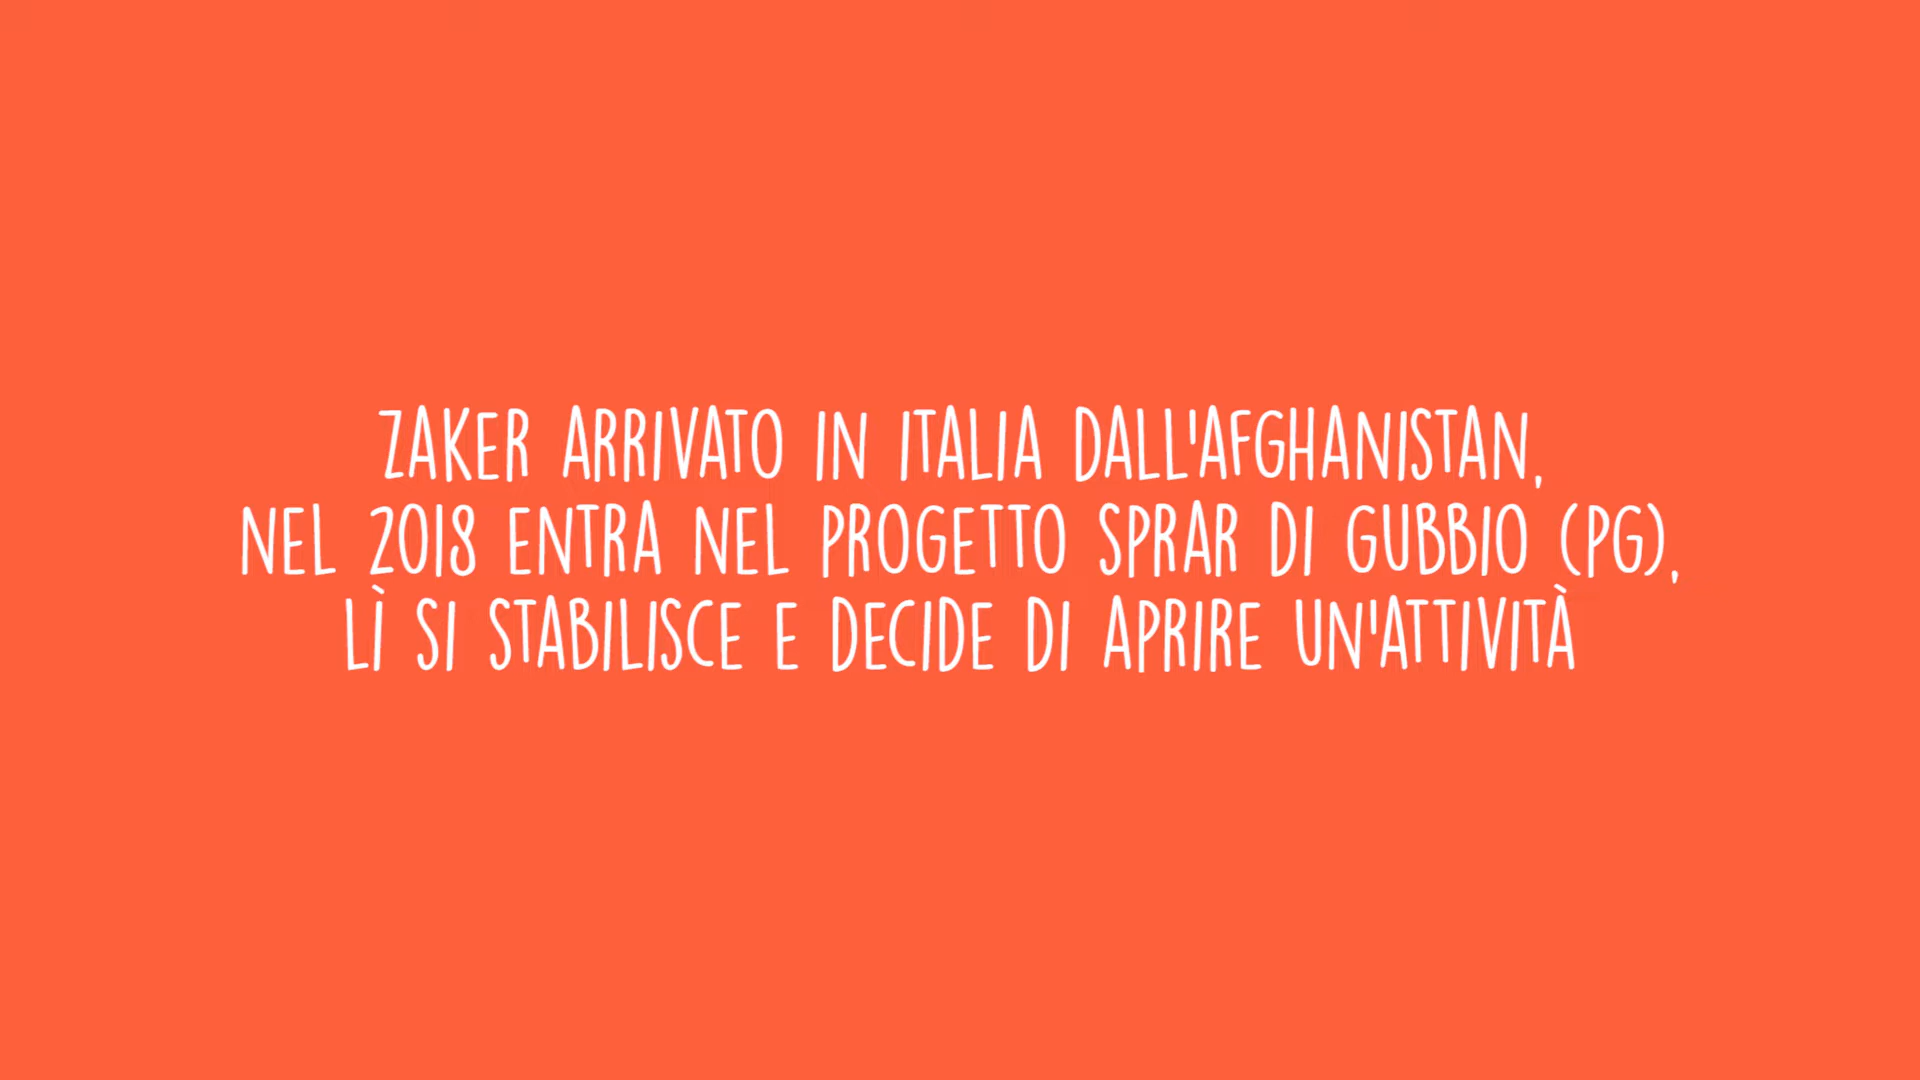 ZAKER ARRIVATO IN ITALIA DALL'AFGHANISTAN,
NEL 2018 ENTRA NEL PROGETTO SPRAR DI GUBBIO (PG),
LÌ SI STABILISCE E DECIDE DI APRIRE UN'ATTIVITÀ